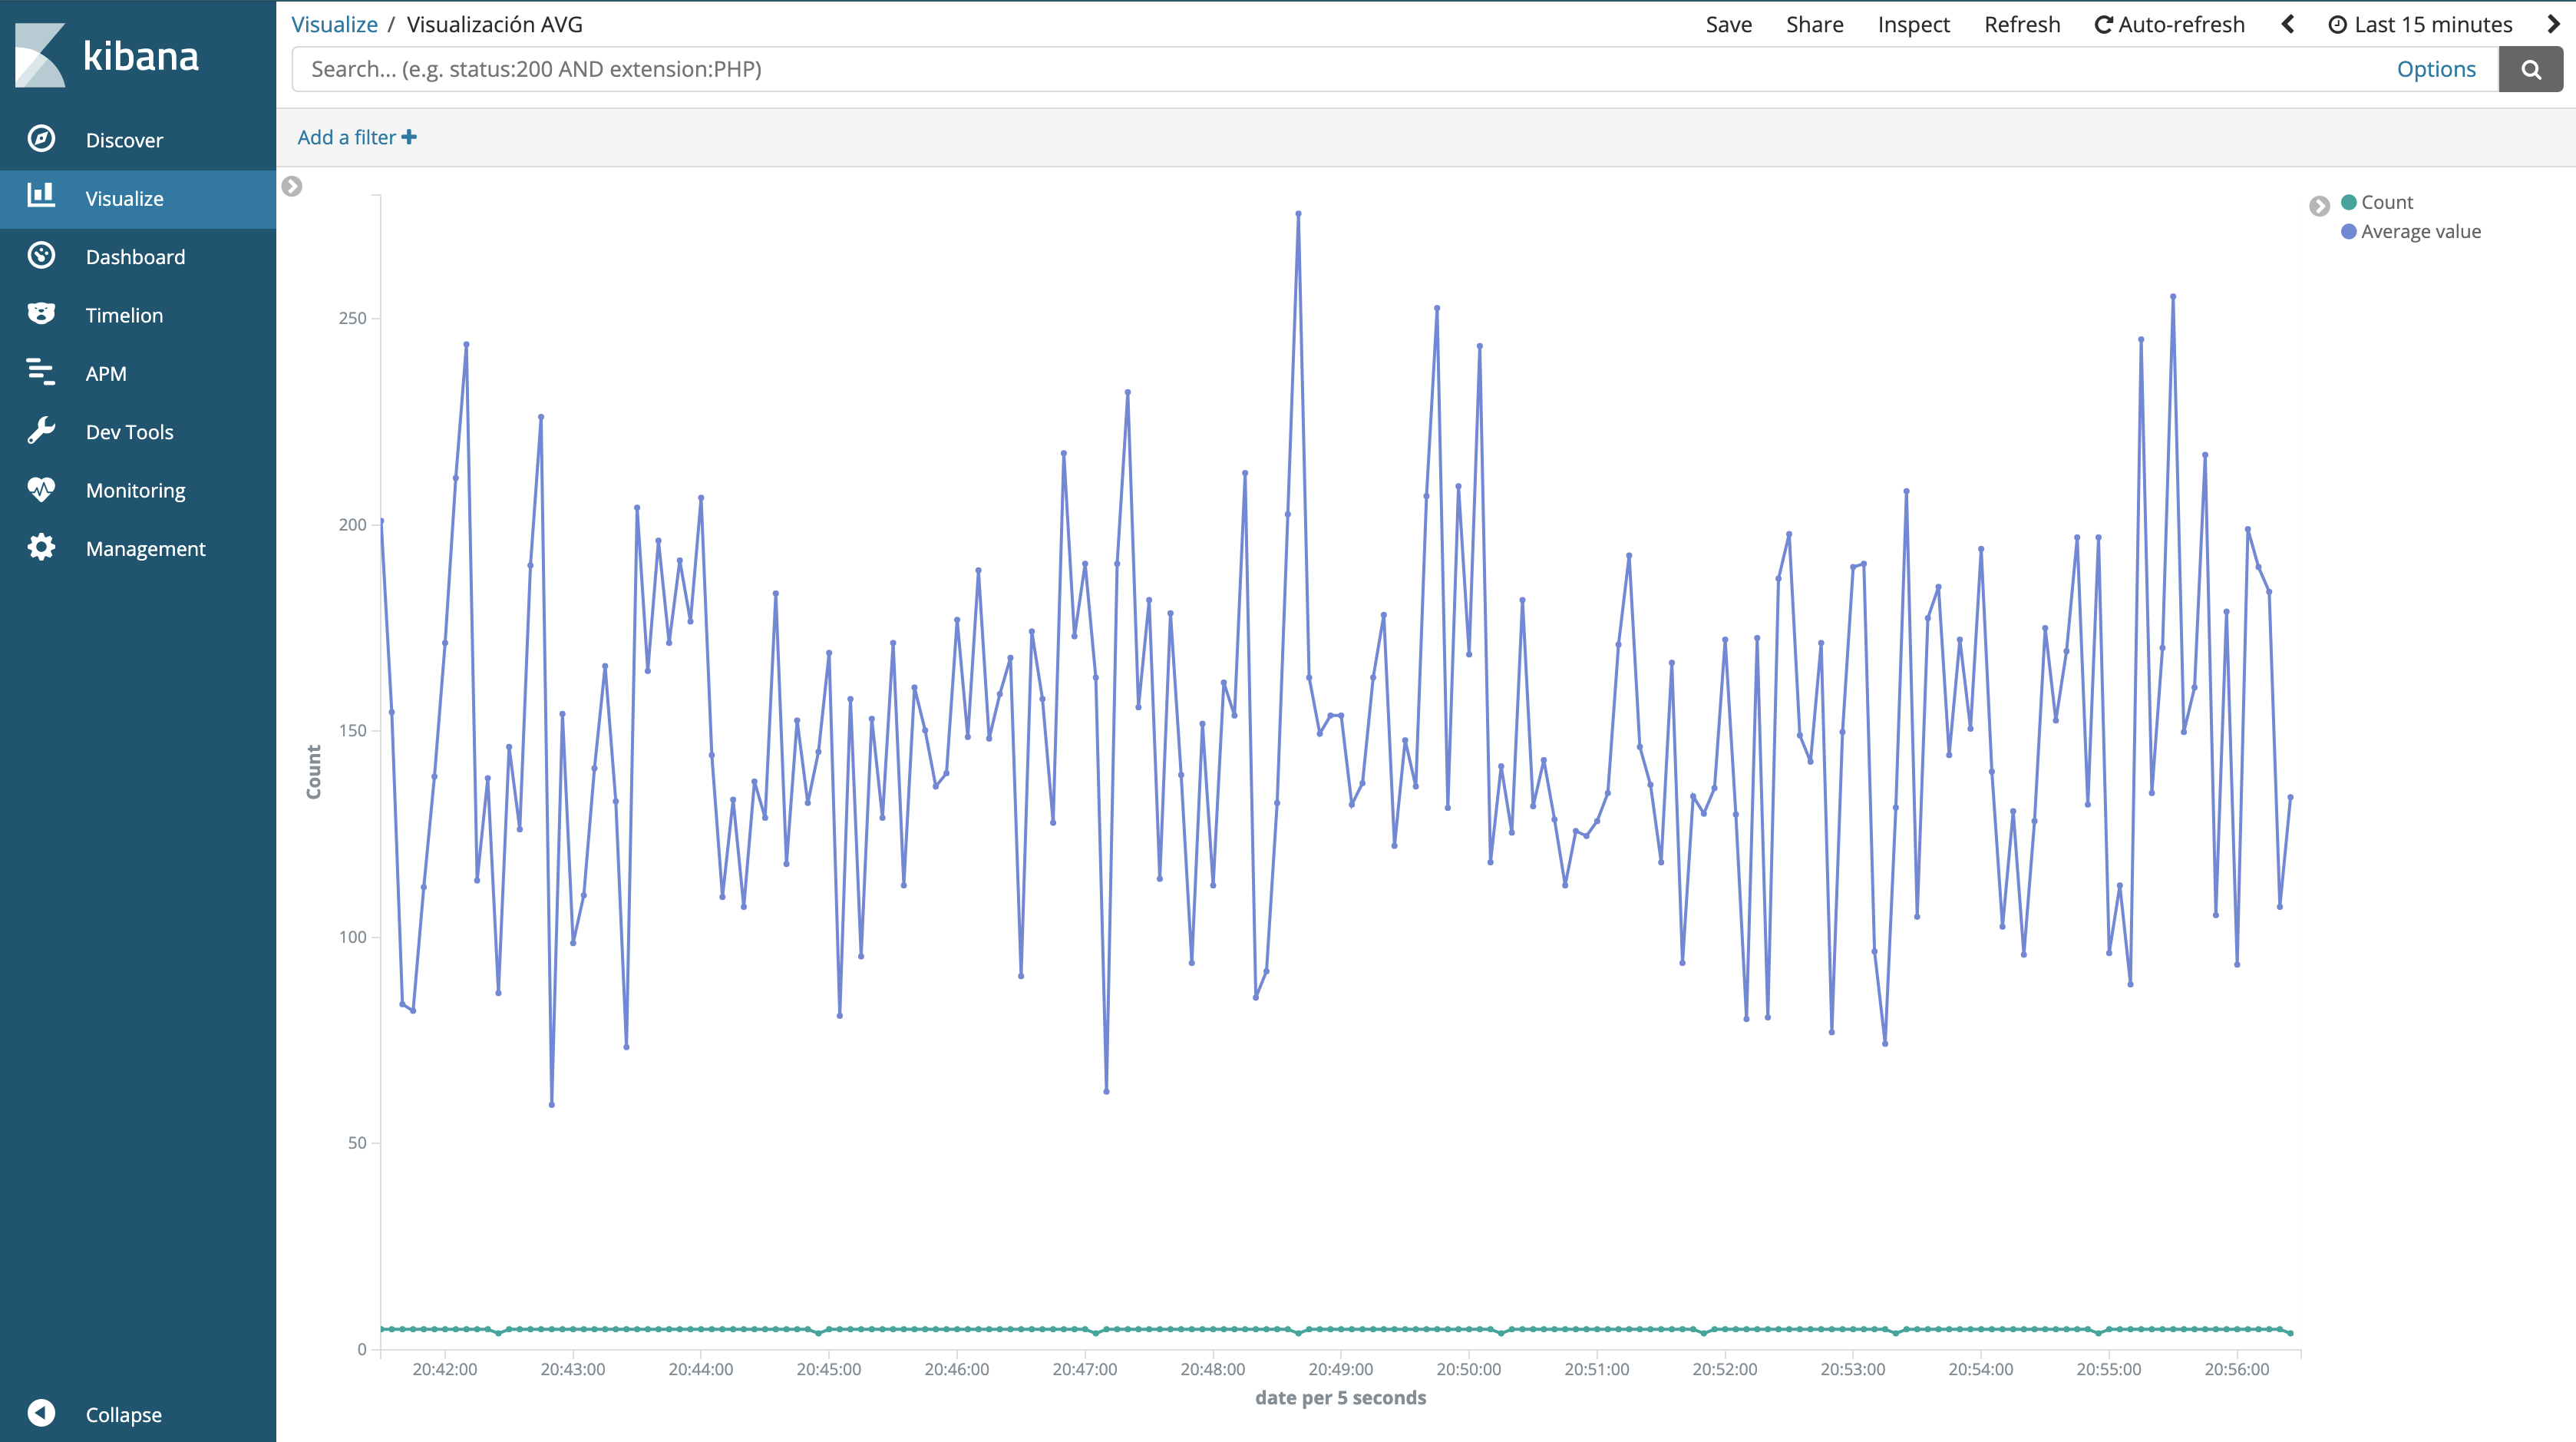 kibana
Discover
Visualize
Dashboard
Timelion
APM
Dev Tools
Monitoring
Management
Collapse
Visualize / Visualización AVG
Save Share Inspect Refresh Auto-refresh Last 15 minutes
Search... (e.g. status:200 AND extension:PHP) Options
Add a filter
Count
Average value
250
200
150
100
50
0
Count
20:42:00 20:43:00 20:44:00 20:45:00 20:46:00 20:47:00 20:48:00 20:49:00 20:50:00 20:51:00 20:52:00 20:53:00 20:54:00 20:55:00 20:56:00
date per 5 seconds